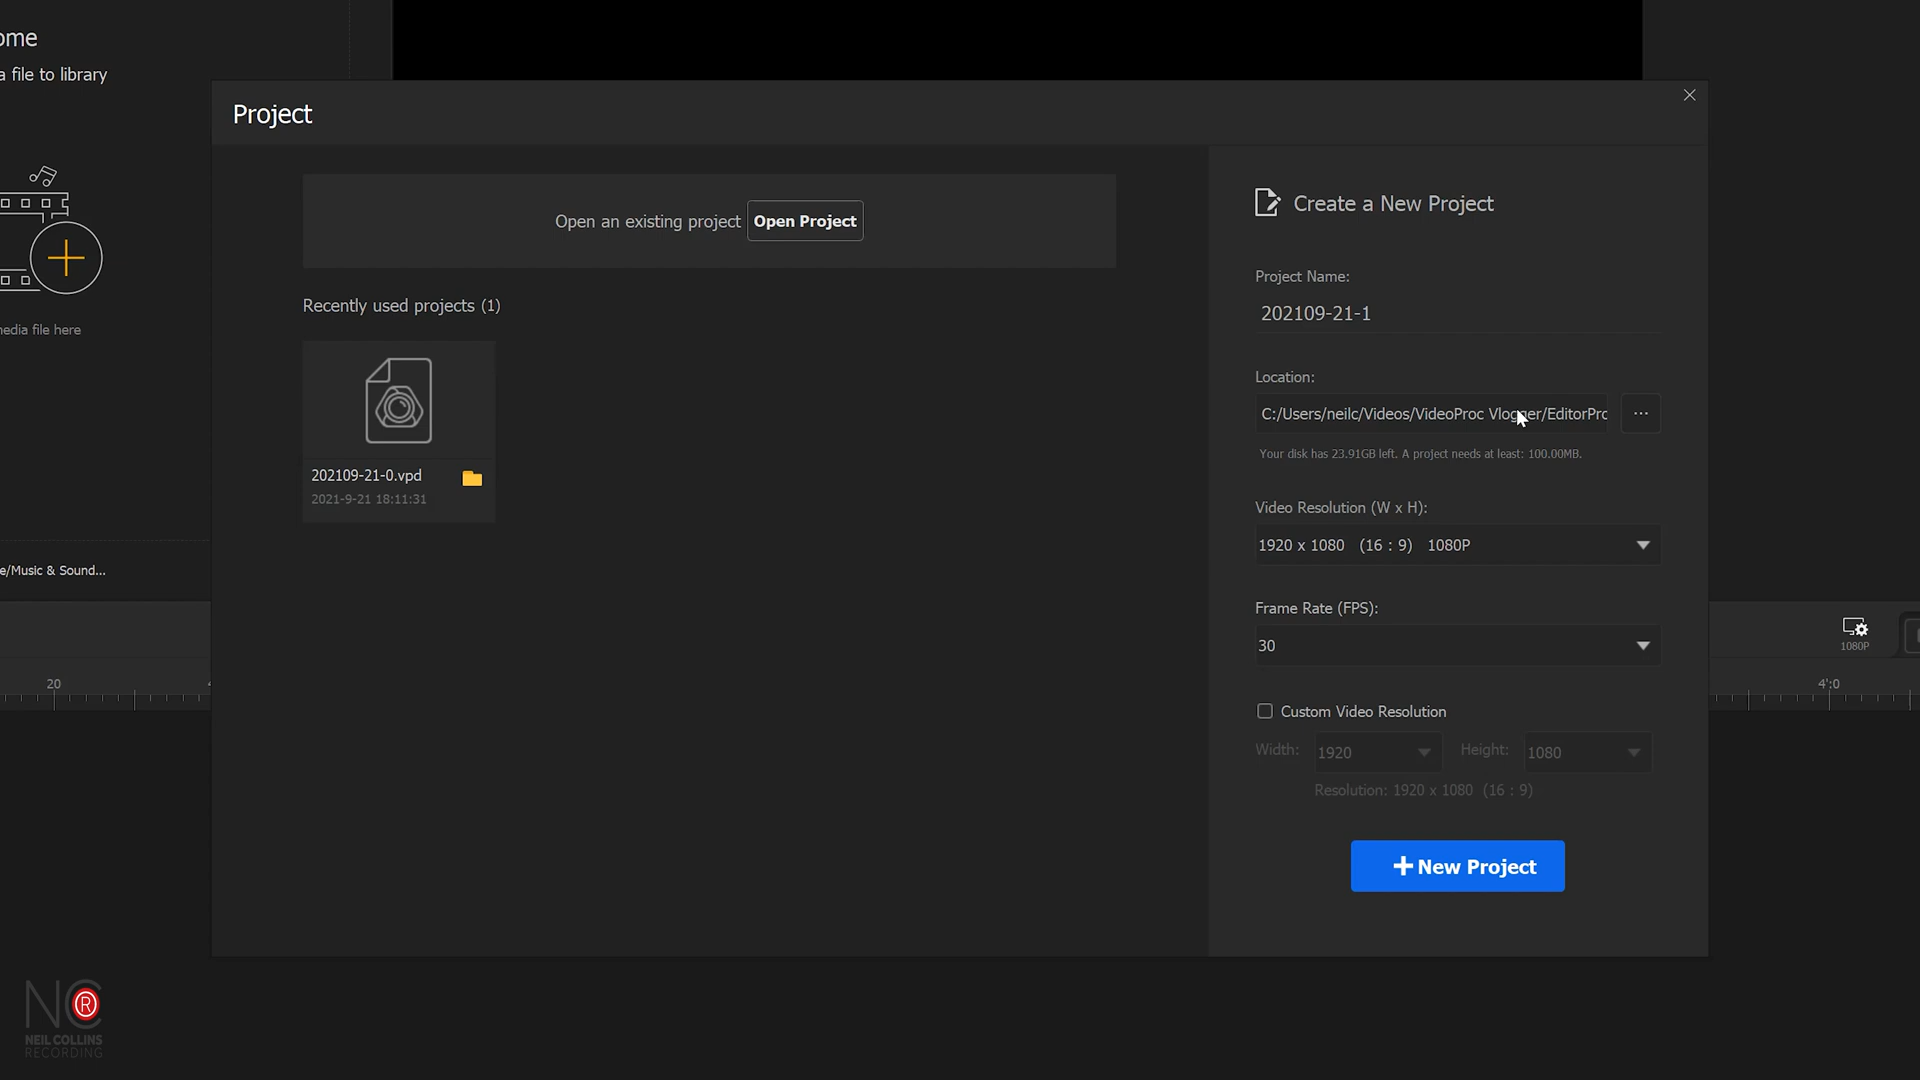 ome
a file to library
Project
Open an existing project Open Project
Recently used projects (1)
202109-21-0.vpd
2021-9-21 18:11:31
edia file here
e/Music & Sound...
20
Create a New Project
Project Name:
202109-21-1
Location:
C:/Users/neilc/Videos/VideoProc Vlogger/EditorPro
...
Your disk has 23.91GB left. A project needs at least: 100.00MB.
Video Resolution (W x H):
1920 x 1080 (16 : 9) 1080P
Frame Rate (FPS):
30
Custom Video Resolution
Width: 1920 Height: 1080
Resolution: 1920 x 1080 (16 : 9)
New Project
1080P
4':0
NC R
NEIL COLLINS
RECORDING